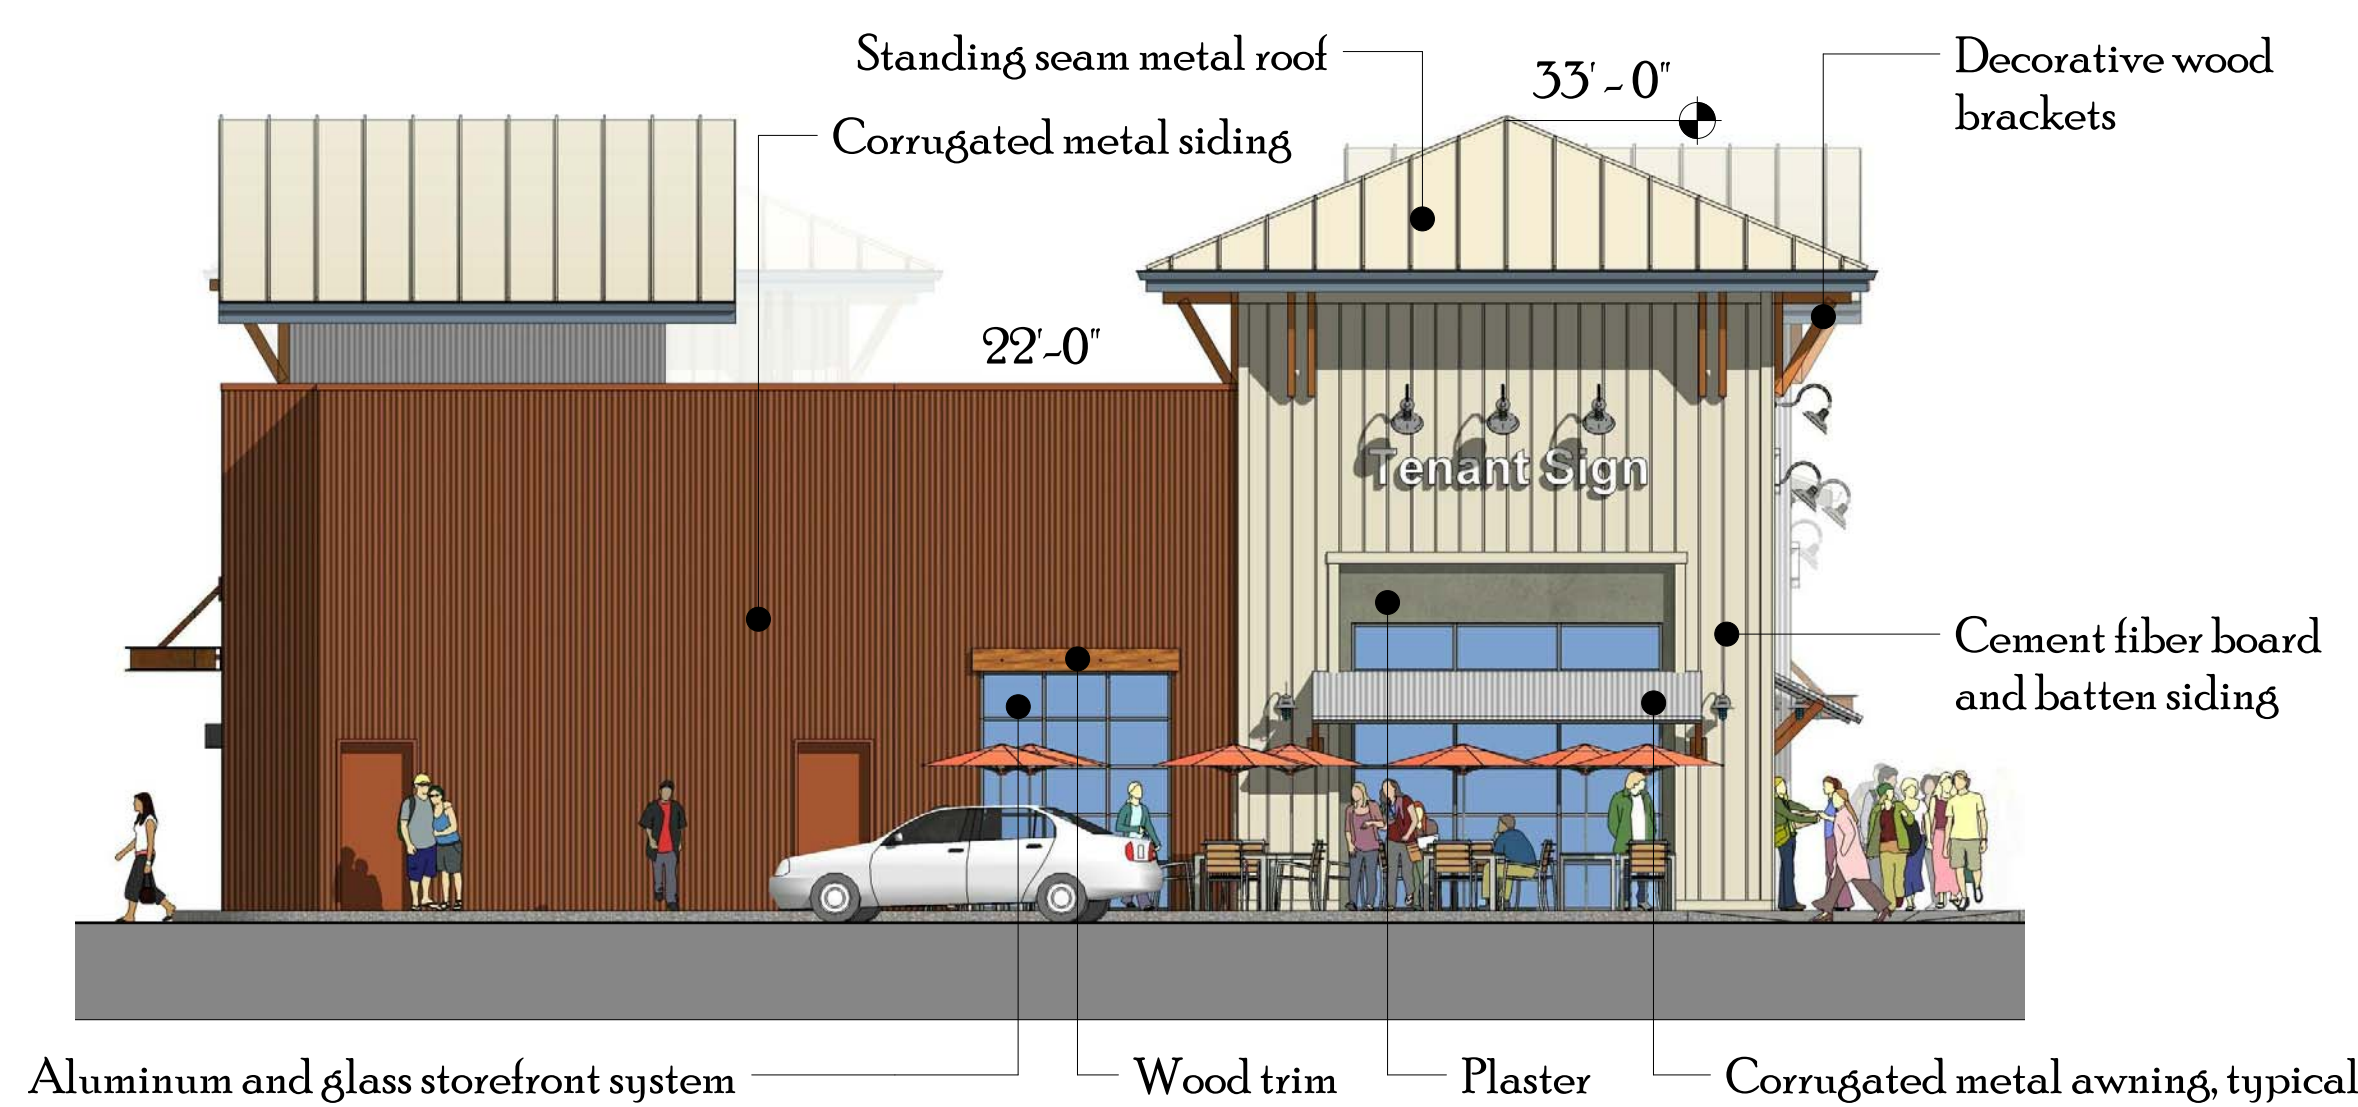 Standing seam metal roof
33' - 0"
Decorative wood
brackets
Corrugated metal siding
22'-0"
Tenant Sign
Cement fiber board
and batten siding
Aluminum and glass storefront system
Wood trim
Plaster
Corrugated metal awning, typical